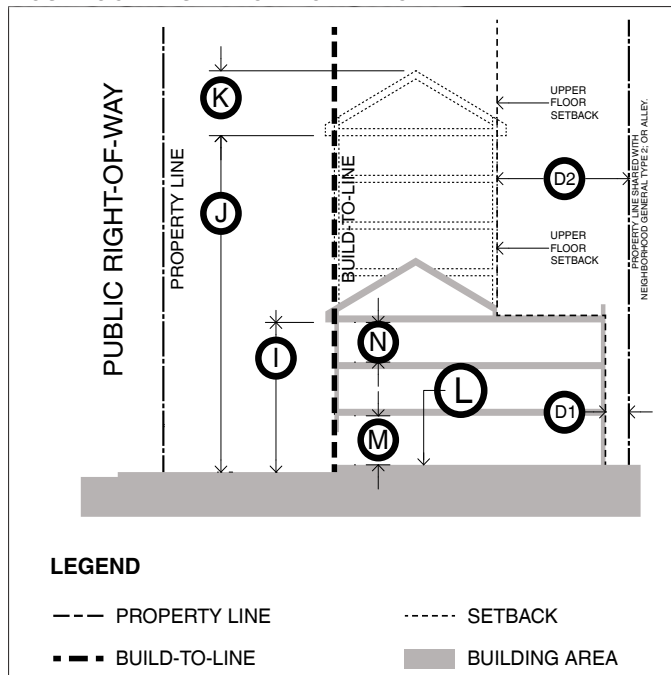 PUBLIC RIGHT-OF-WAY
PROPERTY LINE
BUILD-TO-LINE
K
J
I
N
M
L
D2
D1
UPPER
FLOOR
SETBACK
UPPER
FLOOR
SETBACK
PROPERTY LINE SHARED WITH
NEIGHBORHOOD GENERAL TYPE 2; OR ALLEY.
LEGEND
PROPERTY LINE
SETBACK
BUILD-TO-LINE
BUILDING AREA